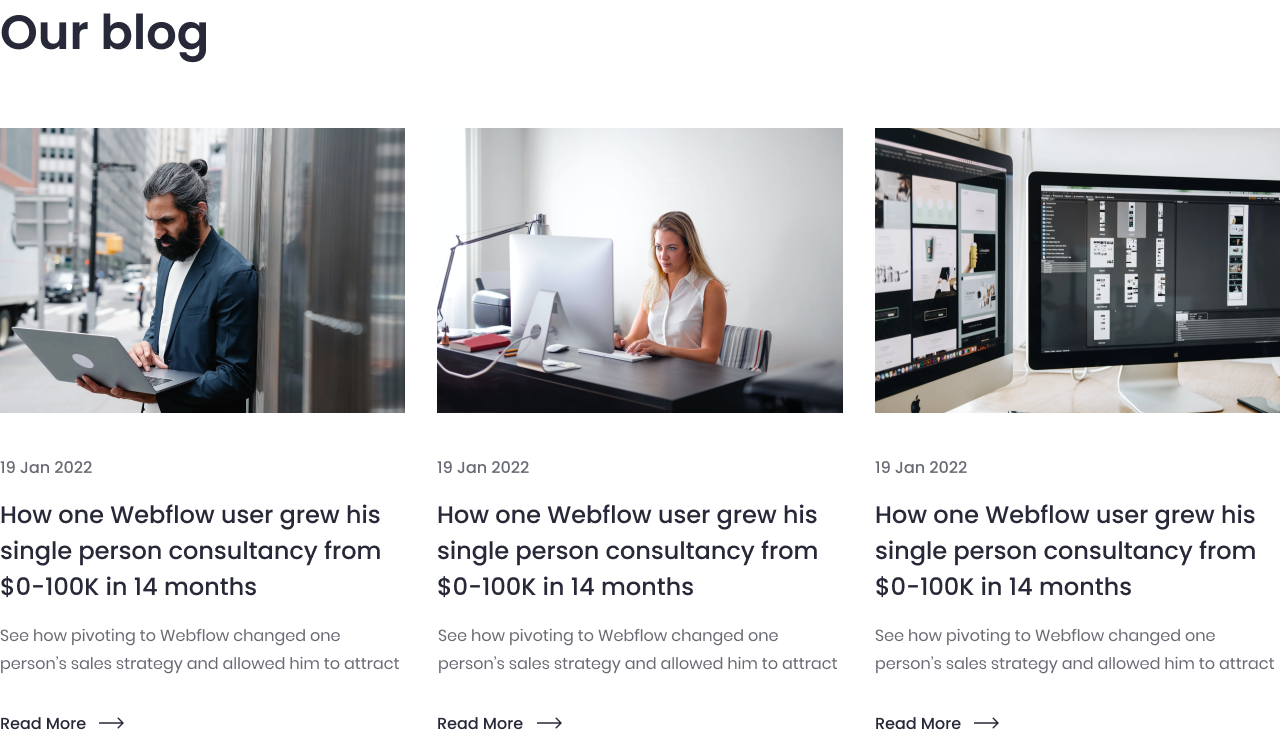 Our blog
19 Jan 2022
How one Webflow user grew his
single person consultancy from
$0-100K in 14 months
See how pivoting to Webflow changed one
person's sales strategy and allowed him to attract
Read More
19 Jan 2022
How one Webflow user grew his
single person consultancy from
$0-100K in 14 months
See how pivoting to Webflow changed one
person's sales strategy and allowed him to attract
Read More
19 Jan 2022
How one Webflow user grew his
single person consultancy from
$0-100K in 14 months
See how pivoting to Webflow changed one
person's sales strategy and allowed him to attract
Read More